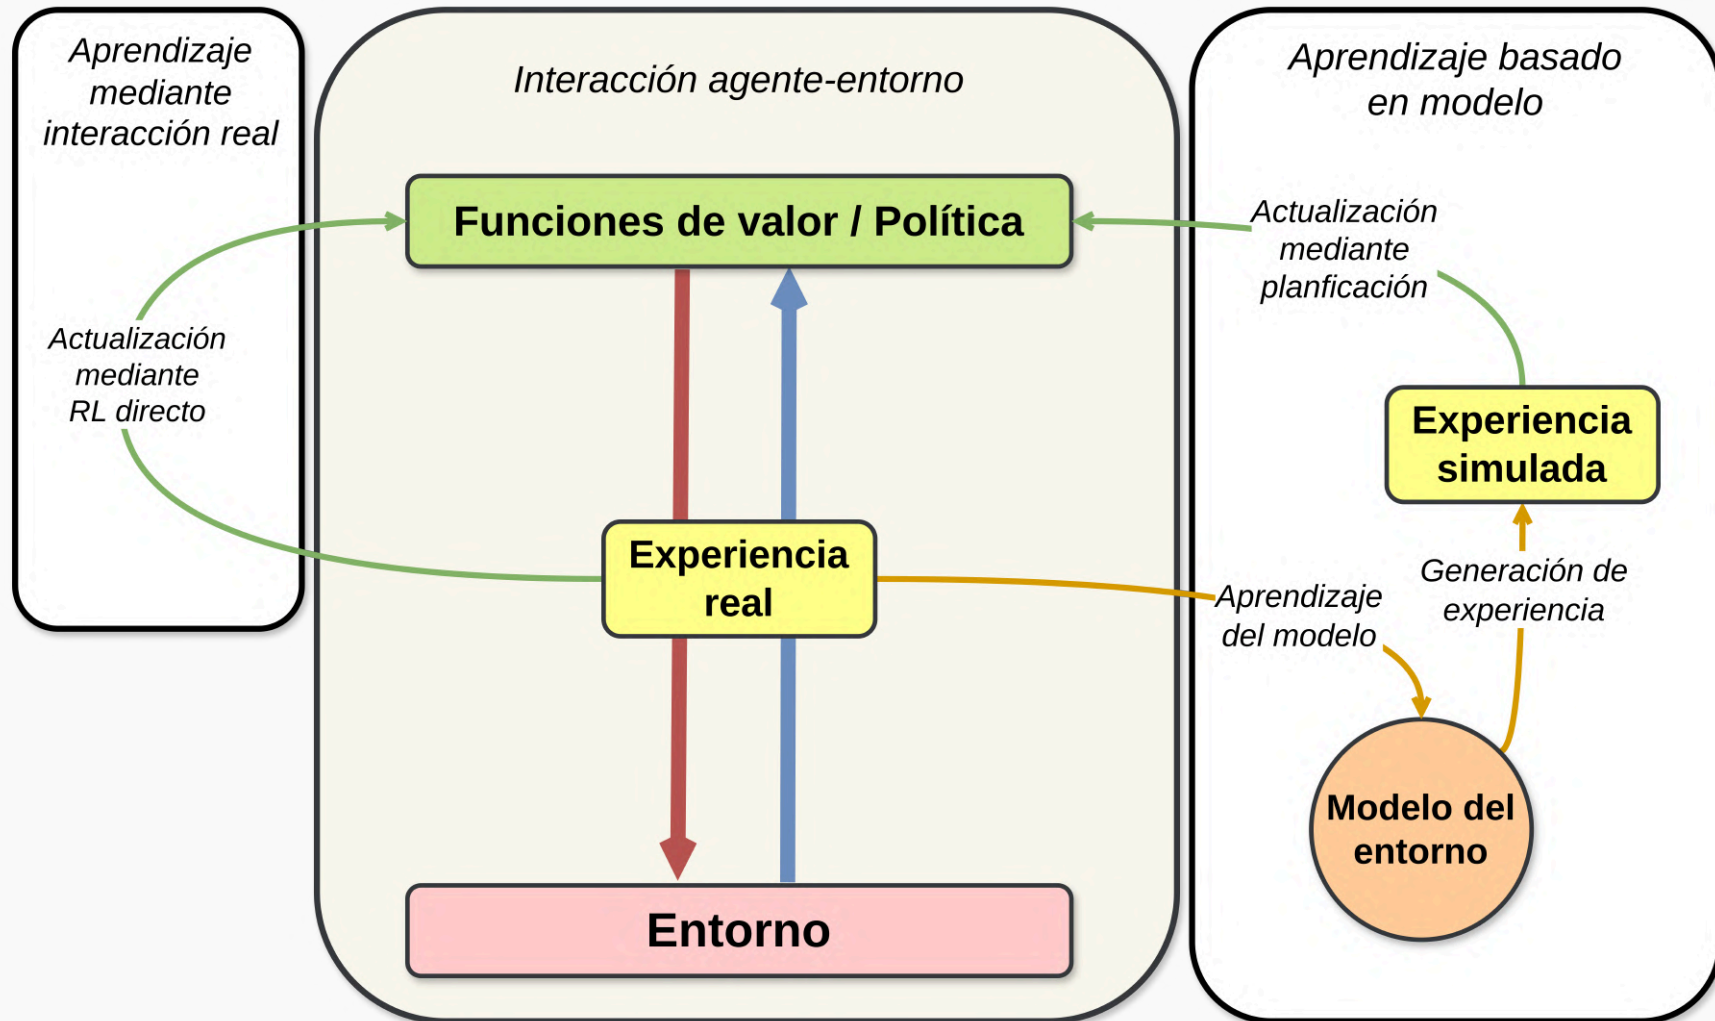 Aprendizaje
mediante
interacción real
Interacción agente-entorno
Aprendizaje basado
en modelo
Funciones de valor / Política
Actualización
mediante
planficación
Actualización
mediante
RL directo
Experiencia
simulada
Experiencia
real
Generación de
experiencia
Aprendizaje
del modelo
Modelo del
entorno
Entorno